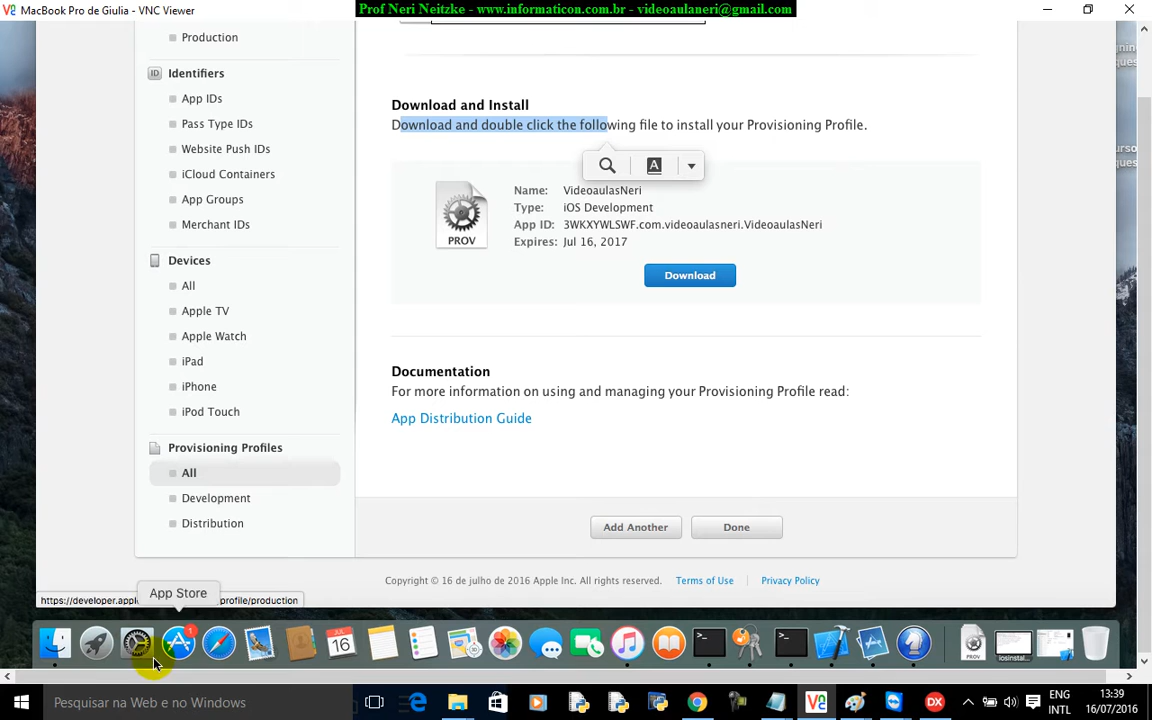 MacBook Pro de Giulia - VNC Viewer
Prof Neri Neitzke - www.informaticon.com.br - videoaulaneri@gmail.com
Production
Identifiers
ID
App IDs
Pass Type IDs
Website Push IDs
iCloud Containers
App Groups
Merchant IDs
Devices
All
Apple TV
Apple Watch
iPad
iPhone
iPod Touch
Provisioning Profiles
All
Development
Distribution
Download and Install
Download and double click the following file to install your Provisioning Profile.
A
PROV
Name: VideoaulasNeri
Type: iOS Development
App ID: 3WKXYWLSWF.com.videoaulasneri.VideoaulasNeri
Expires: Jul 16, 2017
Download
Documentation
For more information on using and managing your Provisioning Profile read:
App Distribution Guide
Add Another
Done
Copyright © 16 de julho de 2016 Apple Inc. All rights reserved.
Terms of Use
Privacy Policy
App Store
1
JUL
16
PROV
Pesquisar na Web e no Windows
DX
ENG
INTL
13:39
16/07/2016